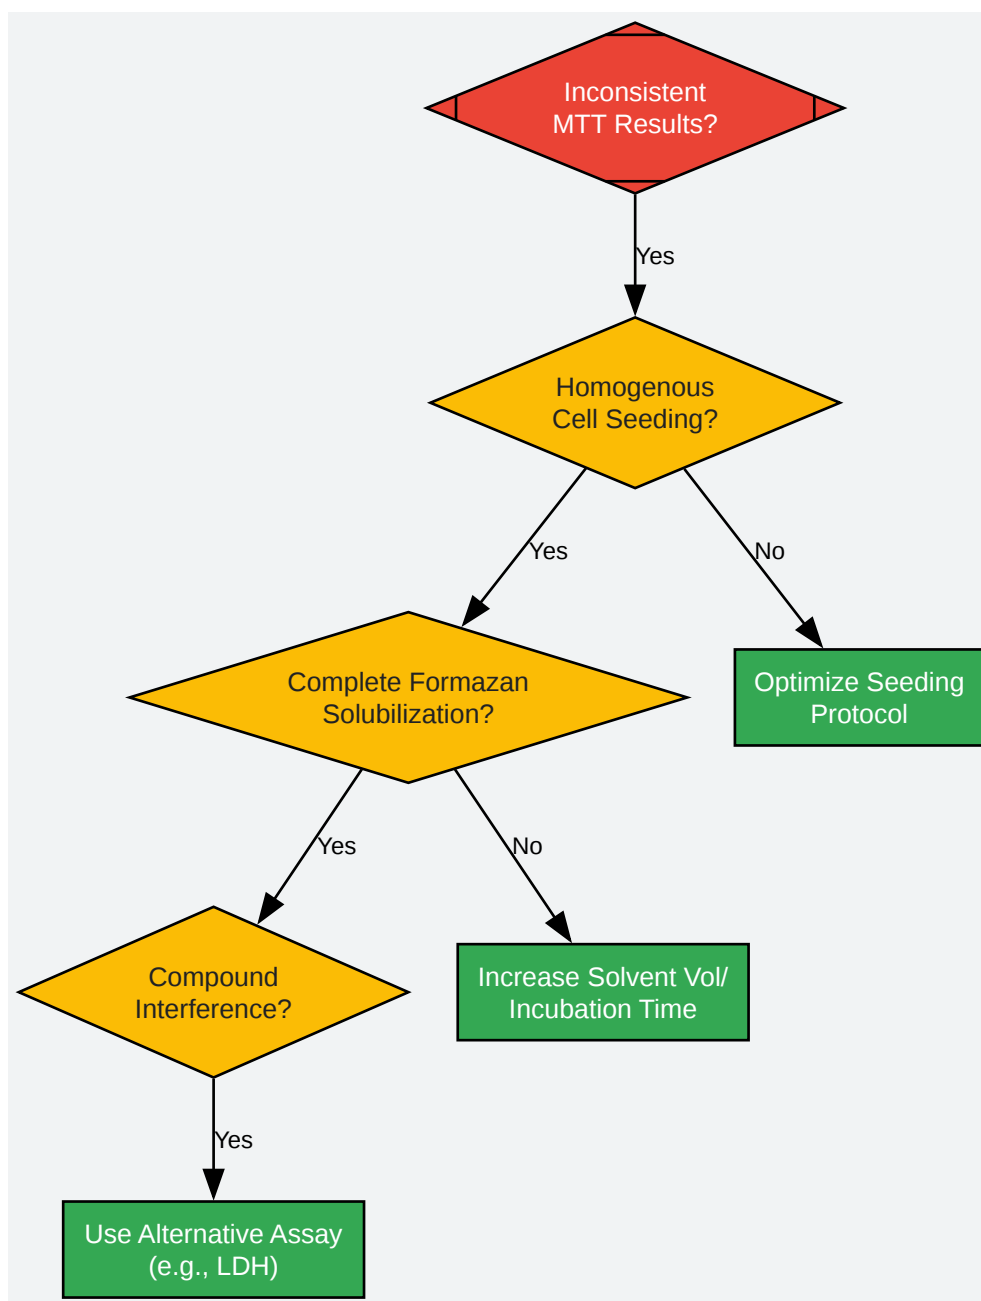 Inconsistent
MTT Results?
Yes
Homogenous
Cell Seeding?
Yes
No
Complete Formazan
Solubilization?
Optimize Seeding
Protocol
Yes
No
Compound
Interference?
Increase Solvent Vol/
Incubation Time
Yes
Use Alternative Assay
(e.g., LDH)